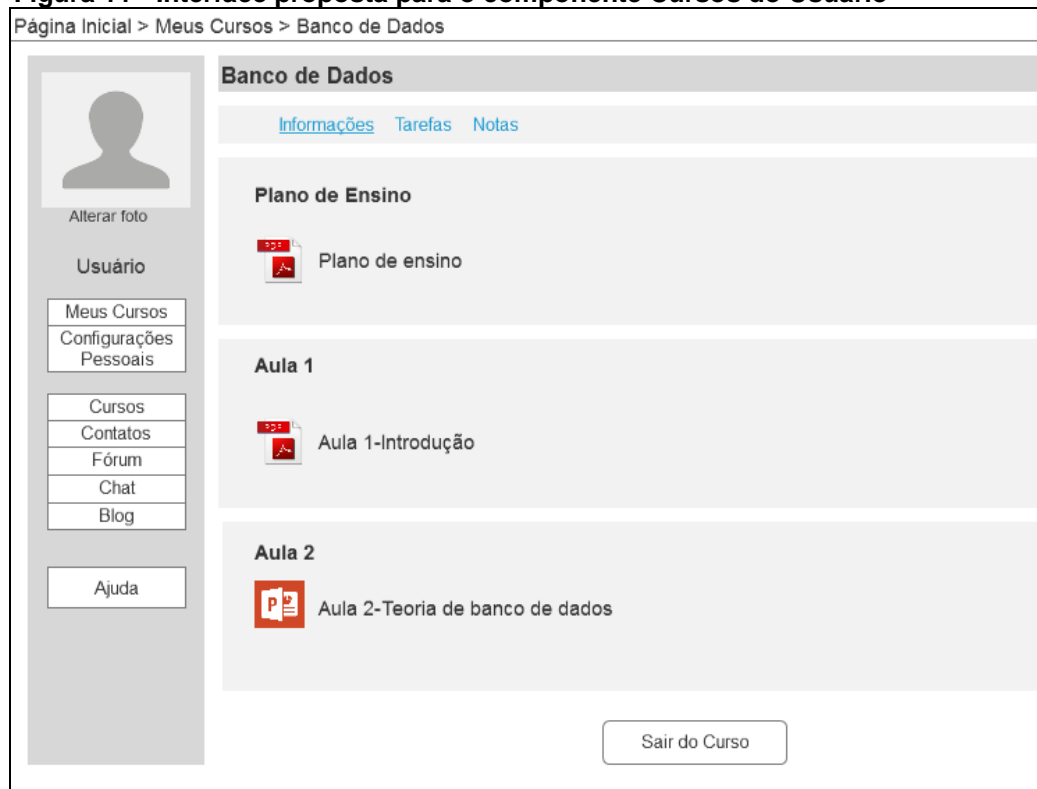 Página Inicial > Meus Cursos > Banco de Dados
Banco de Dados
Informações Tarefas Notas
Alterar foto
Usuário
Meus Cursos
Configurações
Pessoais
Cursos
Contatos
Fórum
Chat
Blog
Ajuda
Plano de Ensino
Plano de ensino
Aula 1
Aula 1-Introdução
Aula 2
Aula 2-Teoria de banco de dados
Sair do Curso